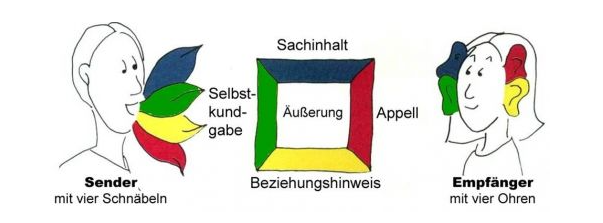 Sachinhalt
Selbst-
kund-
gabe
Äußerung
Appell
Beziehungshinweis
Sender
mit vier Schnäbeln
Empfänger
mit vier Ohren